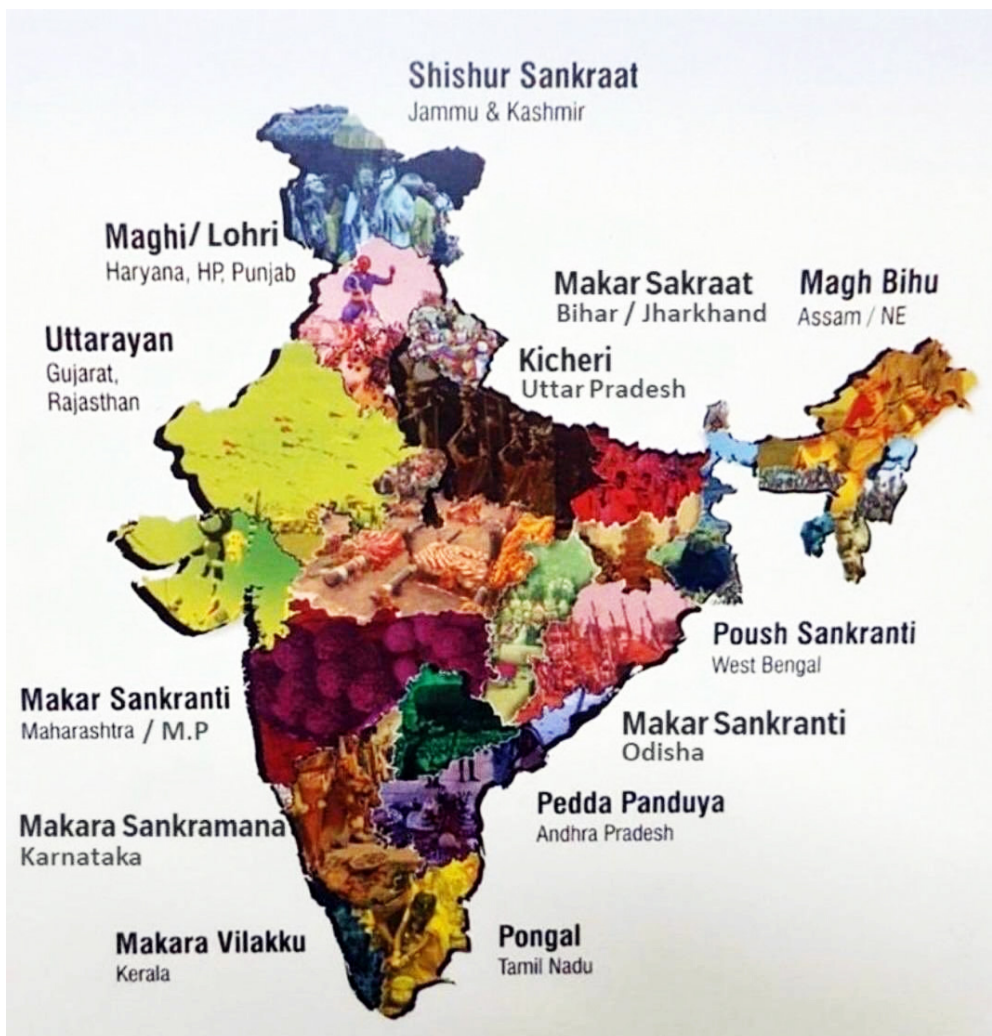 Shishur Sankraat
Jammu & Kashmir
Maghi/ Lohri
Haryana, HP, Punjab
Makar Sakraat
Bihar / Jharkhand
Magh Bihu
Assam / NE
Uttarayan
Gujarat,
Rajasthan
Kicheri
Uttar Pradesh
Poush Sankranti
West Bengal
Makar Sankranti
Maharashtra / M.P
Makar Sankranti
Odisha
Pedda Panduya
Andhra Pradesh
Makara Sankramana
Karnataka
Makara Vilakku
Kerala
Pongal
Tamil Nadu